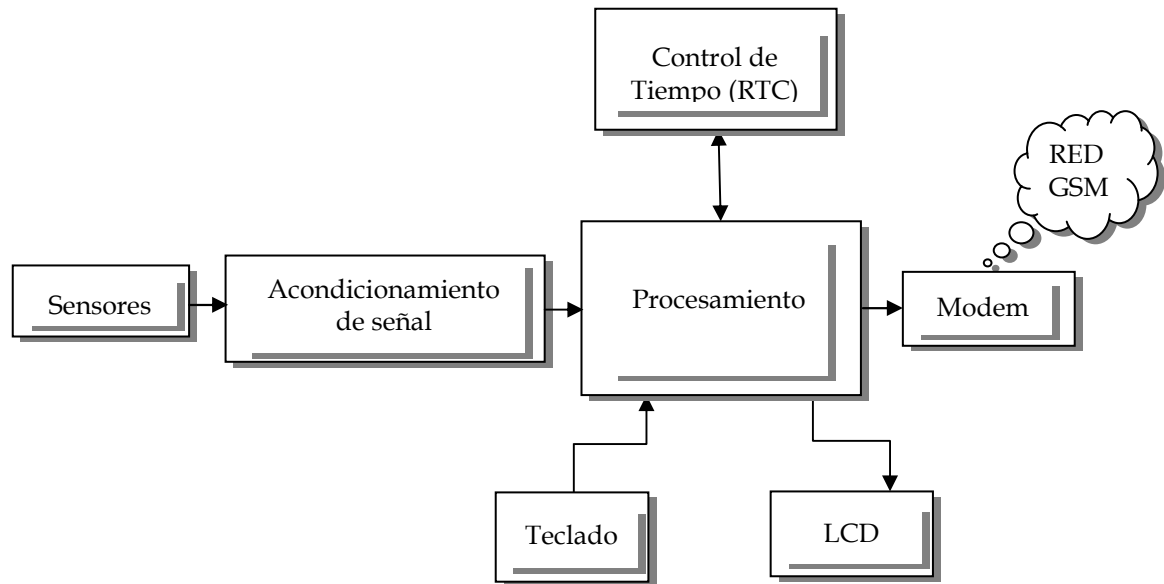 Control de
Tiempo (RTC)
RED
GSM
Sensores
Acondicionamiento
de señal
Procesamiento
Modem
Teclado
LCD